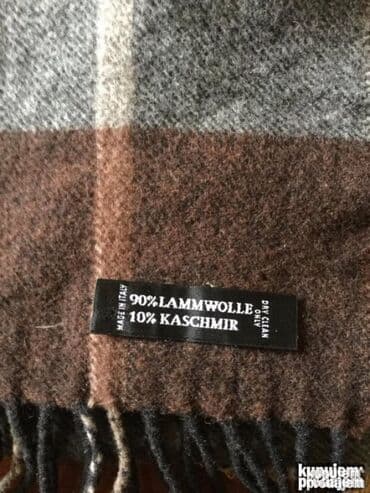 MADE IN ITALY
90% LAMMWOLLE
10% KASCHMIR
DRY CLEAN
ONLY
kupujem
prodajem